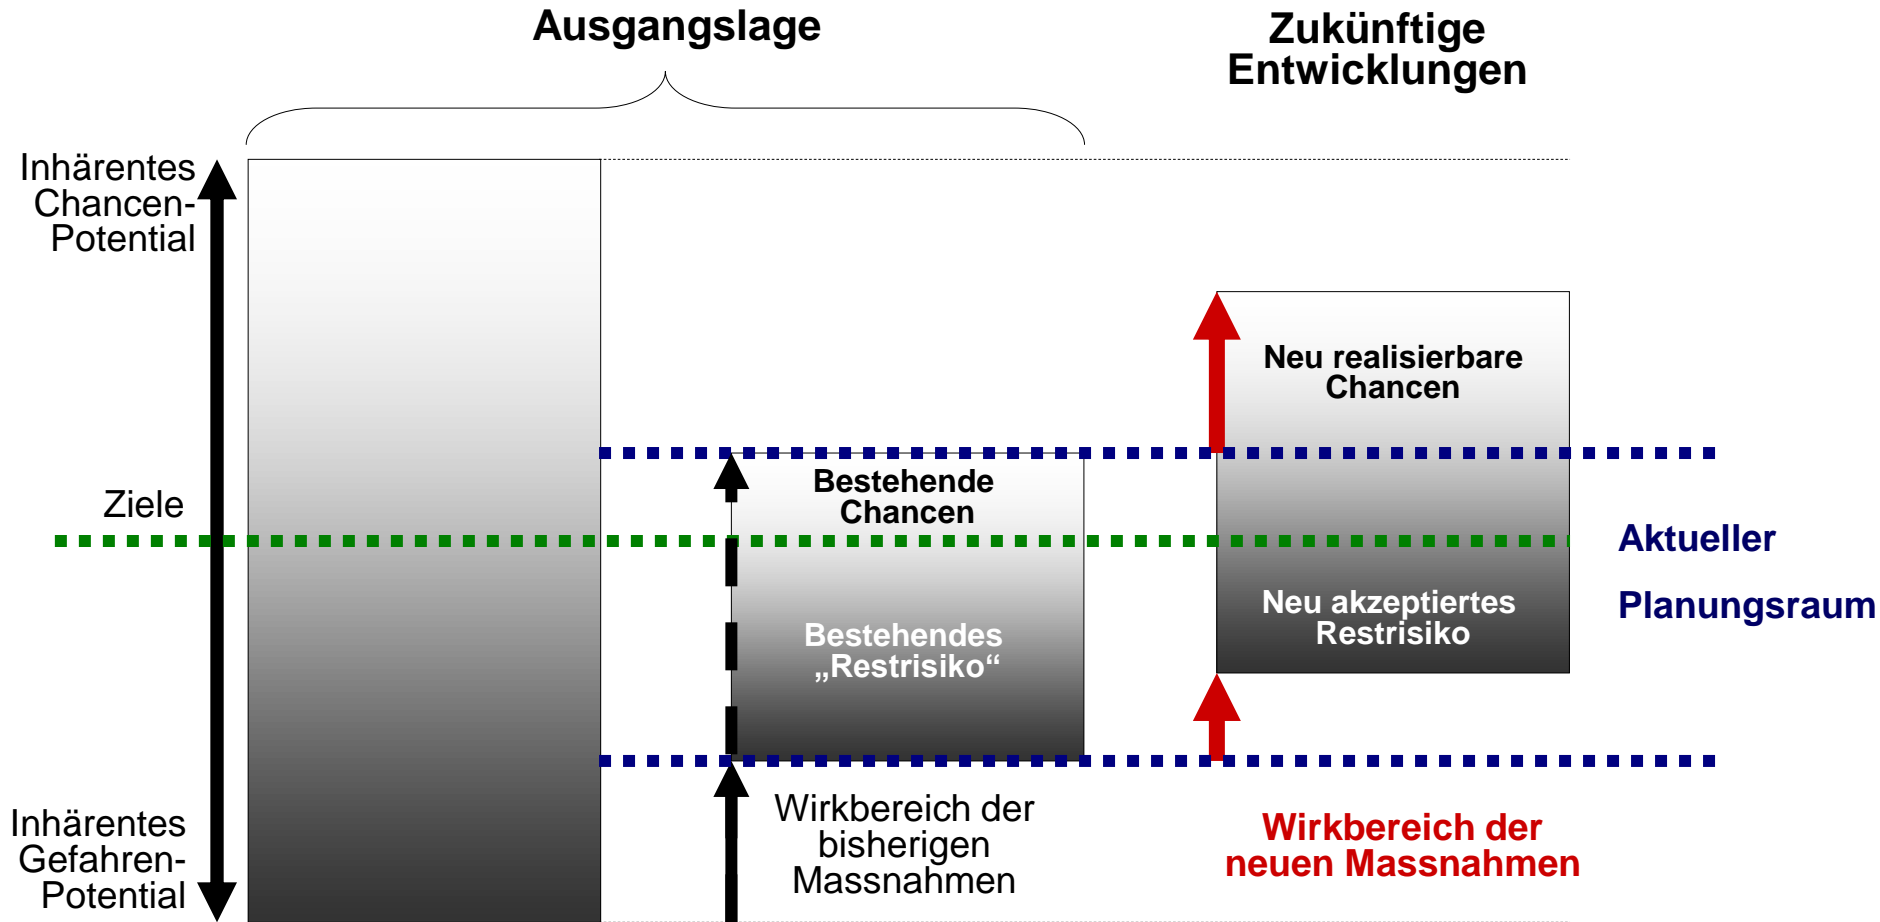 Ausgangslage
Zukünftige
Entwicklungen
Inhärentes
Chancen-
Potential
Neu realisierbare
Chancen
Bestehende
Chancen
Ziele
Aktueller
Planungsraum
Neu akzeptiertes
Restrisiko
Bestehendes
„Restrisiko“
Inhärentes
Gefahren-
Potential
Wirkbereich der
bisherigen
Massnahmen
Wirkbereich der
neuen Massnahmen